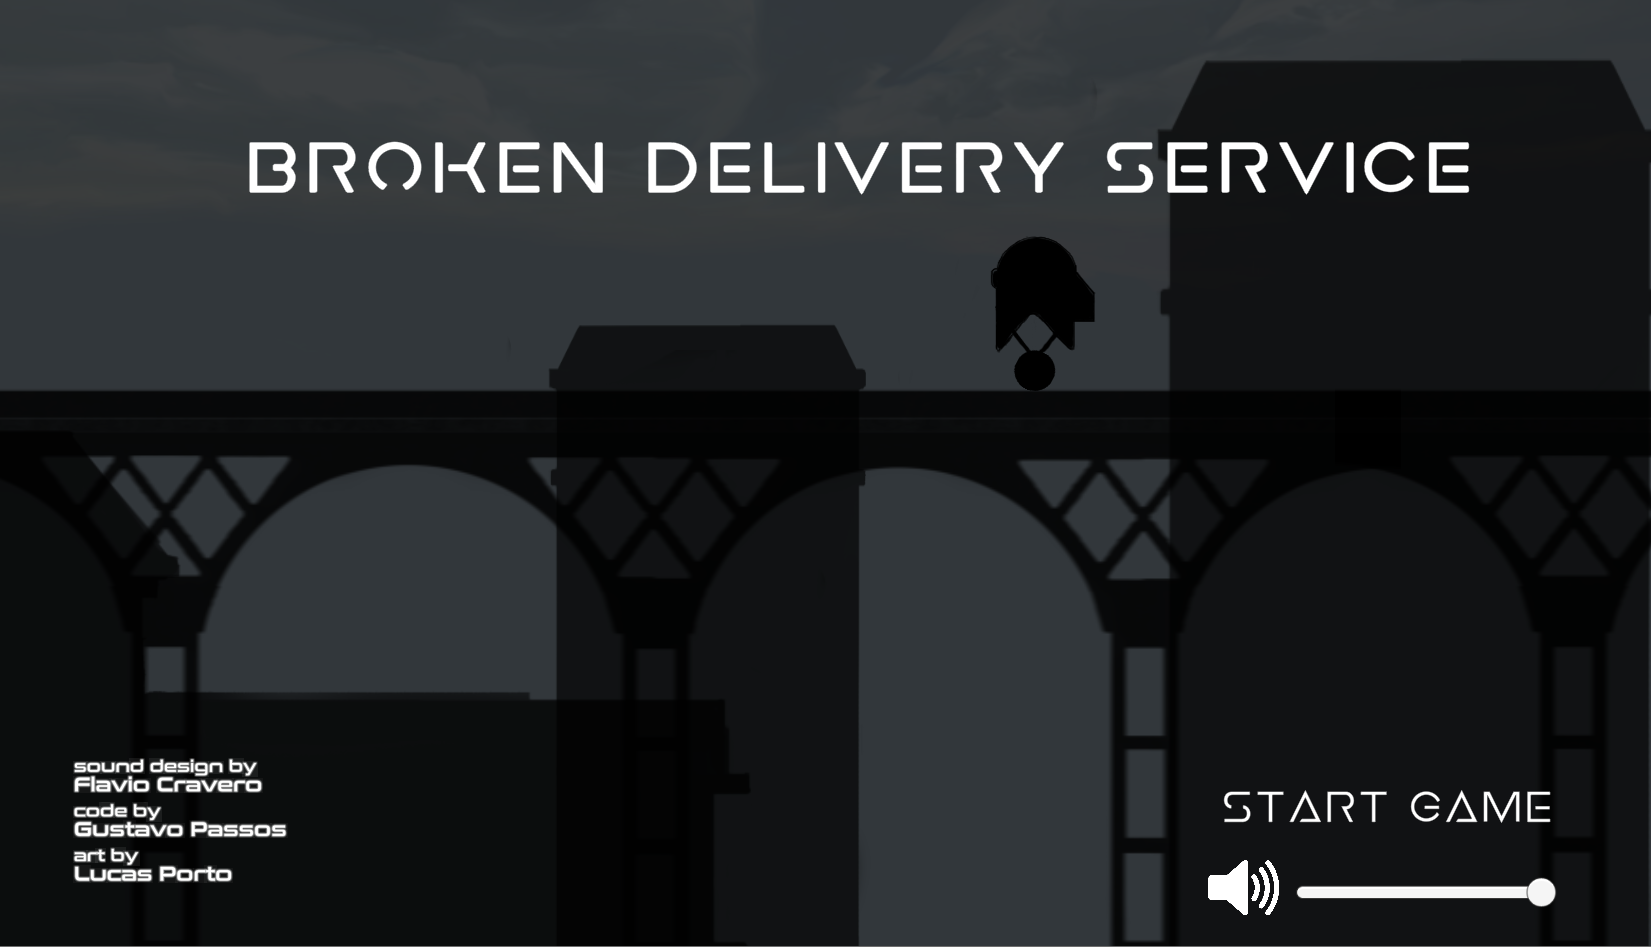 BROKEN DELIVERY SERVICE
sound design by
Flavio Cravero
code by
Gustavo Passos
art by
Lucas Porto
START GAME